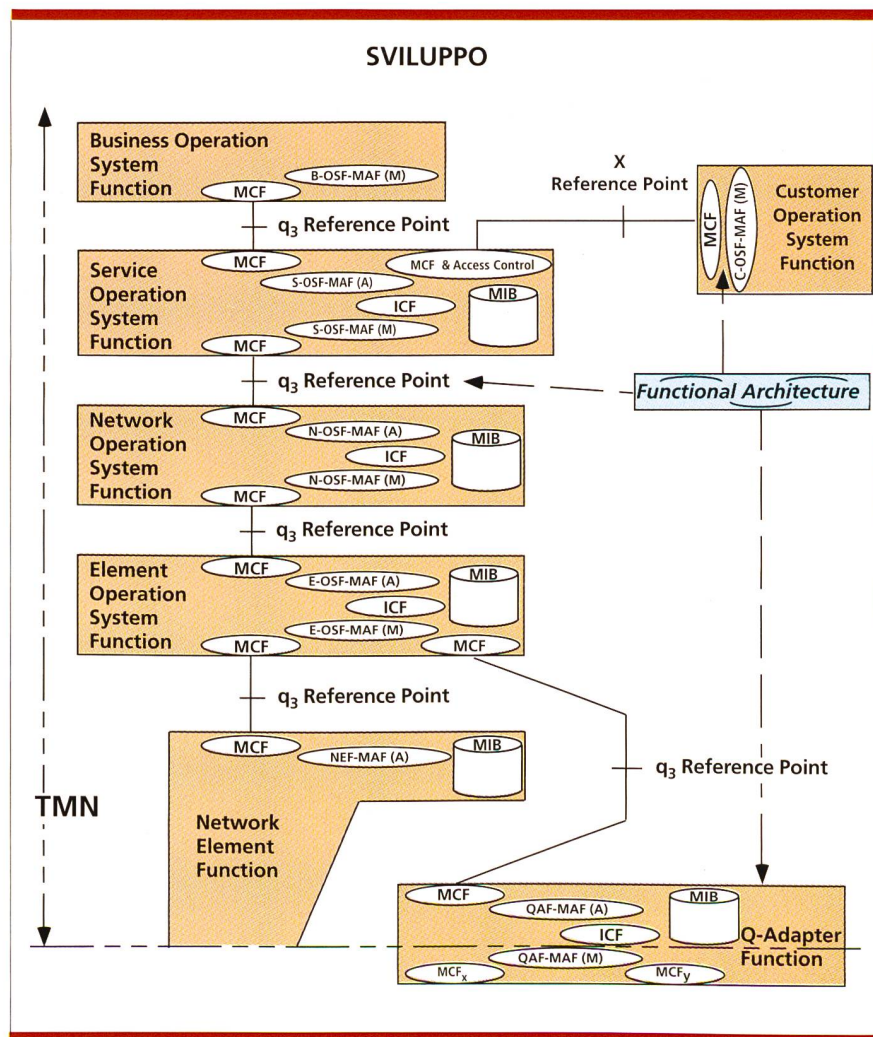 SVILUPPO
Business Operation
System
Function
B-OSF-MAF (M)
MCF
q3 Reference Point
X
Reference Point
Customer
Operation
System
Function
MCF
C-OSF-MAF (M)
Service
Operation
System
Function
MCF
MCF & Access Control
S-OSF-MAF (A)
ICF
MIB
S-OSF-MAF (M)
MCF
q3 Reference Point
Functional Architecture
Network
Operation
System
Function
MCF
N-OSF-MAF (A)
ICF
MIB
N-OSF-MAF (M)
MCF
q3 Reference Point
Element
Operation
System
Function
MCF
E-OSF-MAF (A)
ICF
MIB
E-OSF-MAF (M)
MCF
MCF
q3 Reference Point
MCF
NEF-MAF (A)
MIB
q3 Reference Point
TMN
Network
Element
Function
MCF
QAF-MAF (A)
MIB
ICF
Q-Adapter
Function
QAF-MAF (M)
MCFx
MCFy